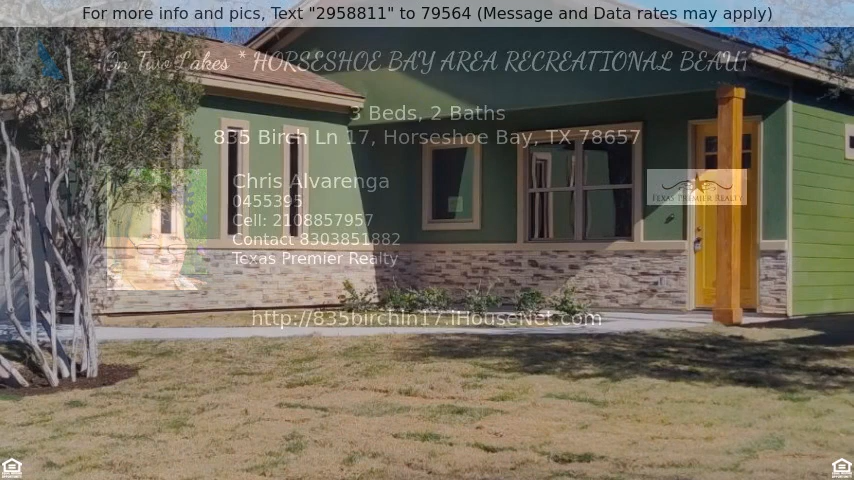 For more info and pics, Text "2958811" to 79564 (Message and Data rates may apply)
On Two Lakes * HORSESHOE BAY AREA RECREATIONAL BEAUT
3 Beds, 2 Baths
835 Birch Ln 17, Horseshoe Bay, TX 78657
Chris Alvarenga
0455395
Cell: 2108857957
Contact 8303851882
Texas Premier Realty
Texas Premier Realty
http://835birchln17.iHouseNet.com